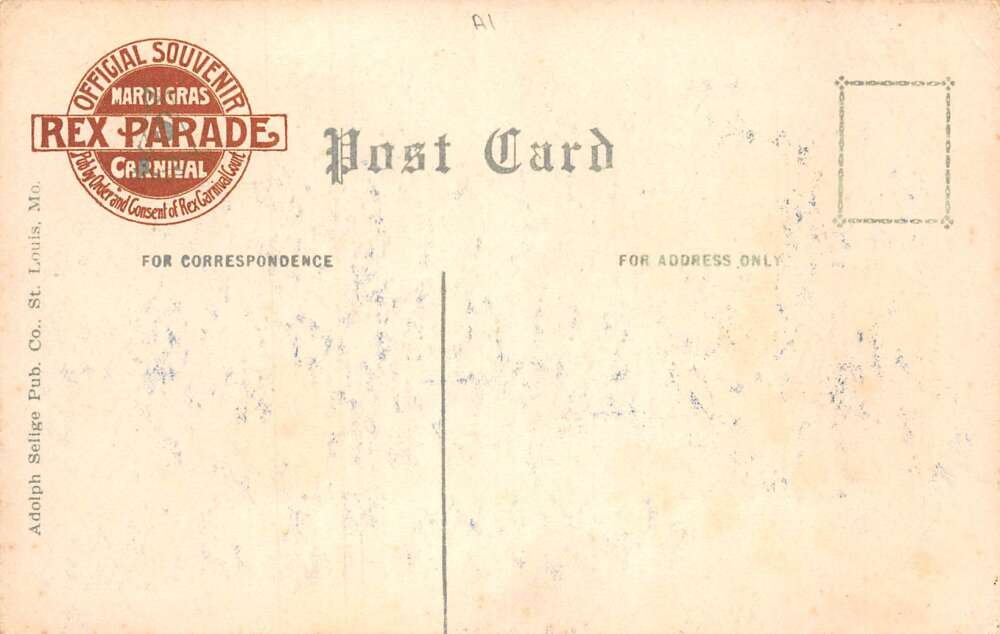 A1
OFFICIAL SOUVENIR
MARDI GRAS
REX PARADE
CARNIVAL
Pub by Order and Consent of Rex Carnival Court
Post Card
FOR CORRESPONDENCE
FOR ADDRESS ONLY
Adolph Selige Pub. Co., St. Louis, Mo.